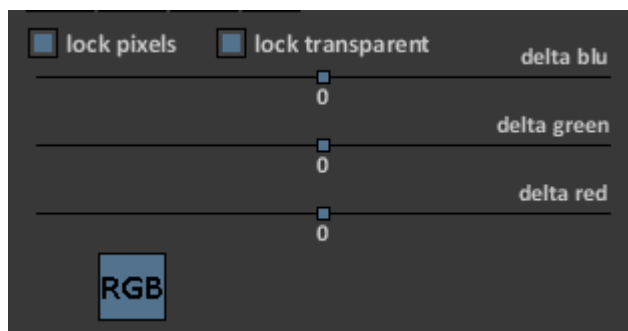 lock pixels lock transparent
delta blu
0
delta green
0
delta red
0
RGB